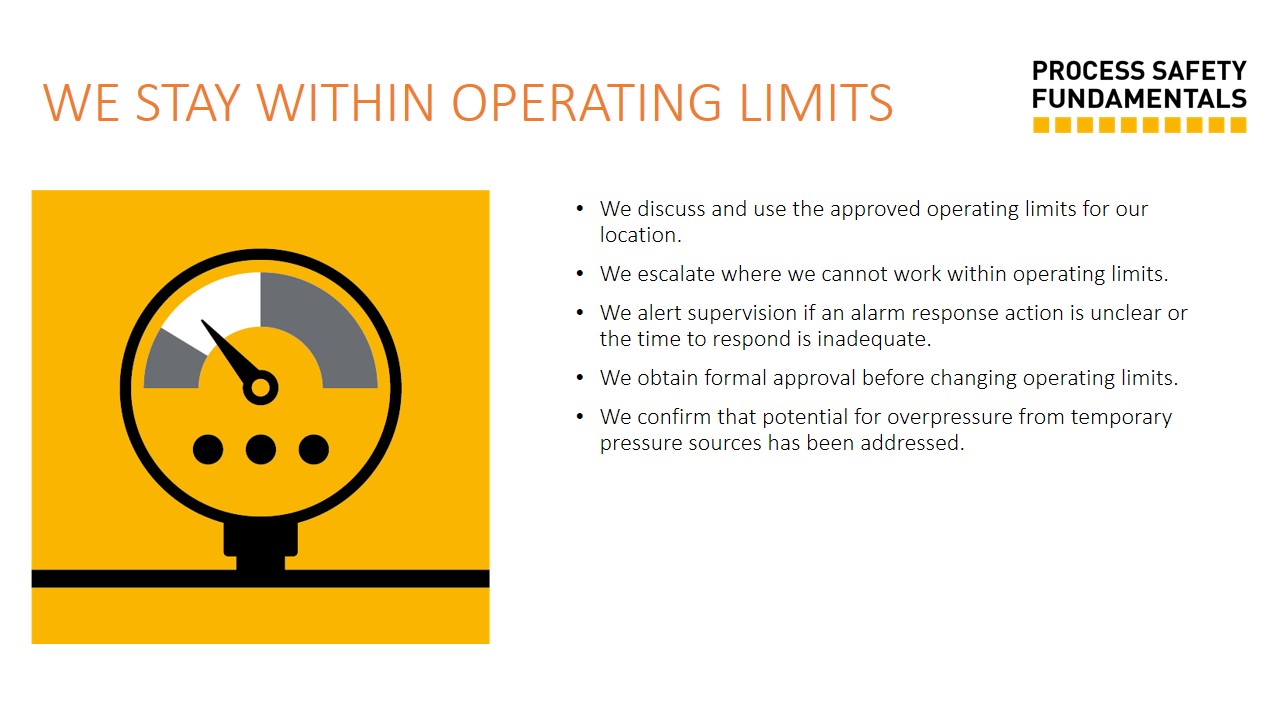 WE STAY WITHIN OPERATING LIMITS
PROCESS SAFETY
FUNDAMENTALS
• We discuss and use the approved operating limits for our
location.
• We escalate where we cannot work within operating limits.
• We alert supervision if an alarm response action is unclear or
the time to respond is inadequate.
• We obtain formal approval before changing operating limits.
• We confirm that potential for overpressure from temporary
pressure sources has been addressed.